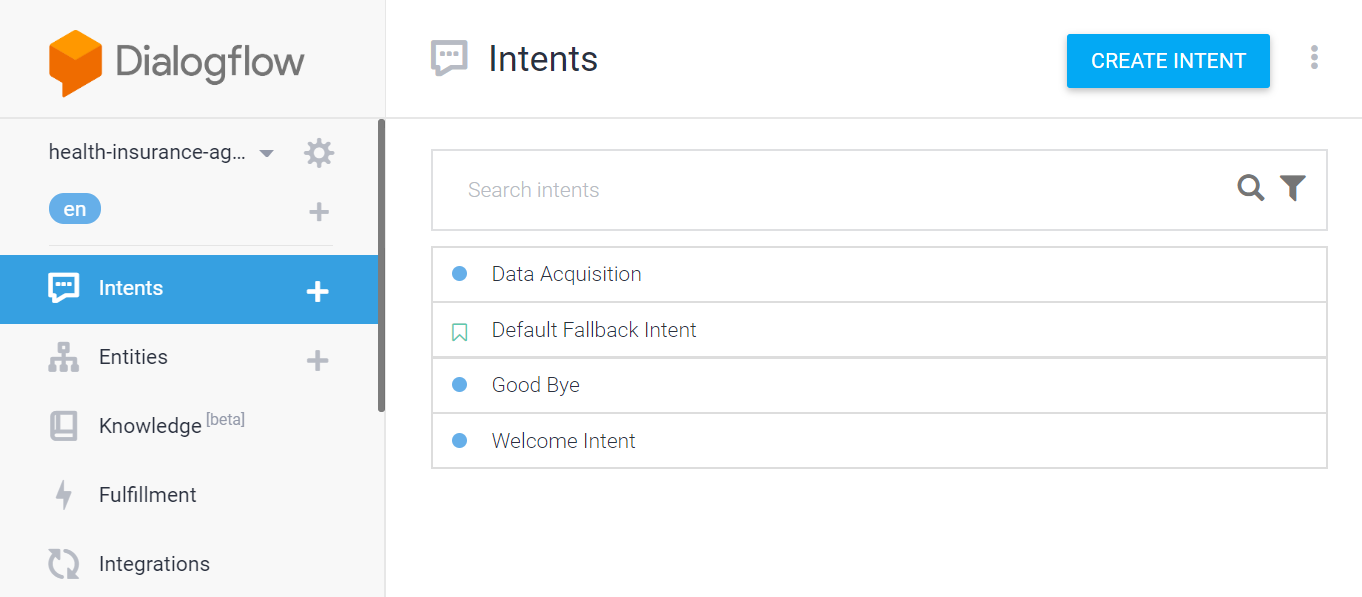 Dialogflow
health-insurance-ag...
en
Intents
Entities
Knowledge [beta]
Fulfillment
Integrations
Intents
CREATE INTENT
Search intents
Data Acquisition
Default Fallback Intent
Good Bye
Welcome Intent